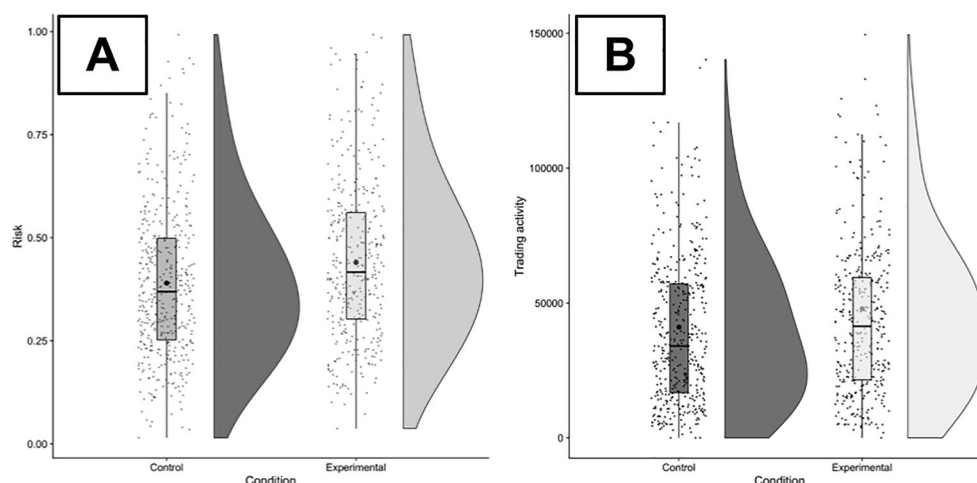 A
1.00
0.75
Risk
0.50
0.25
0.00
Control
Experimental
Condition
B
150000
100000
Trading activity
50000
0
Control
Experimental
Condition